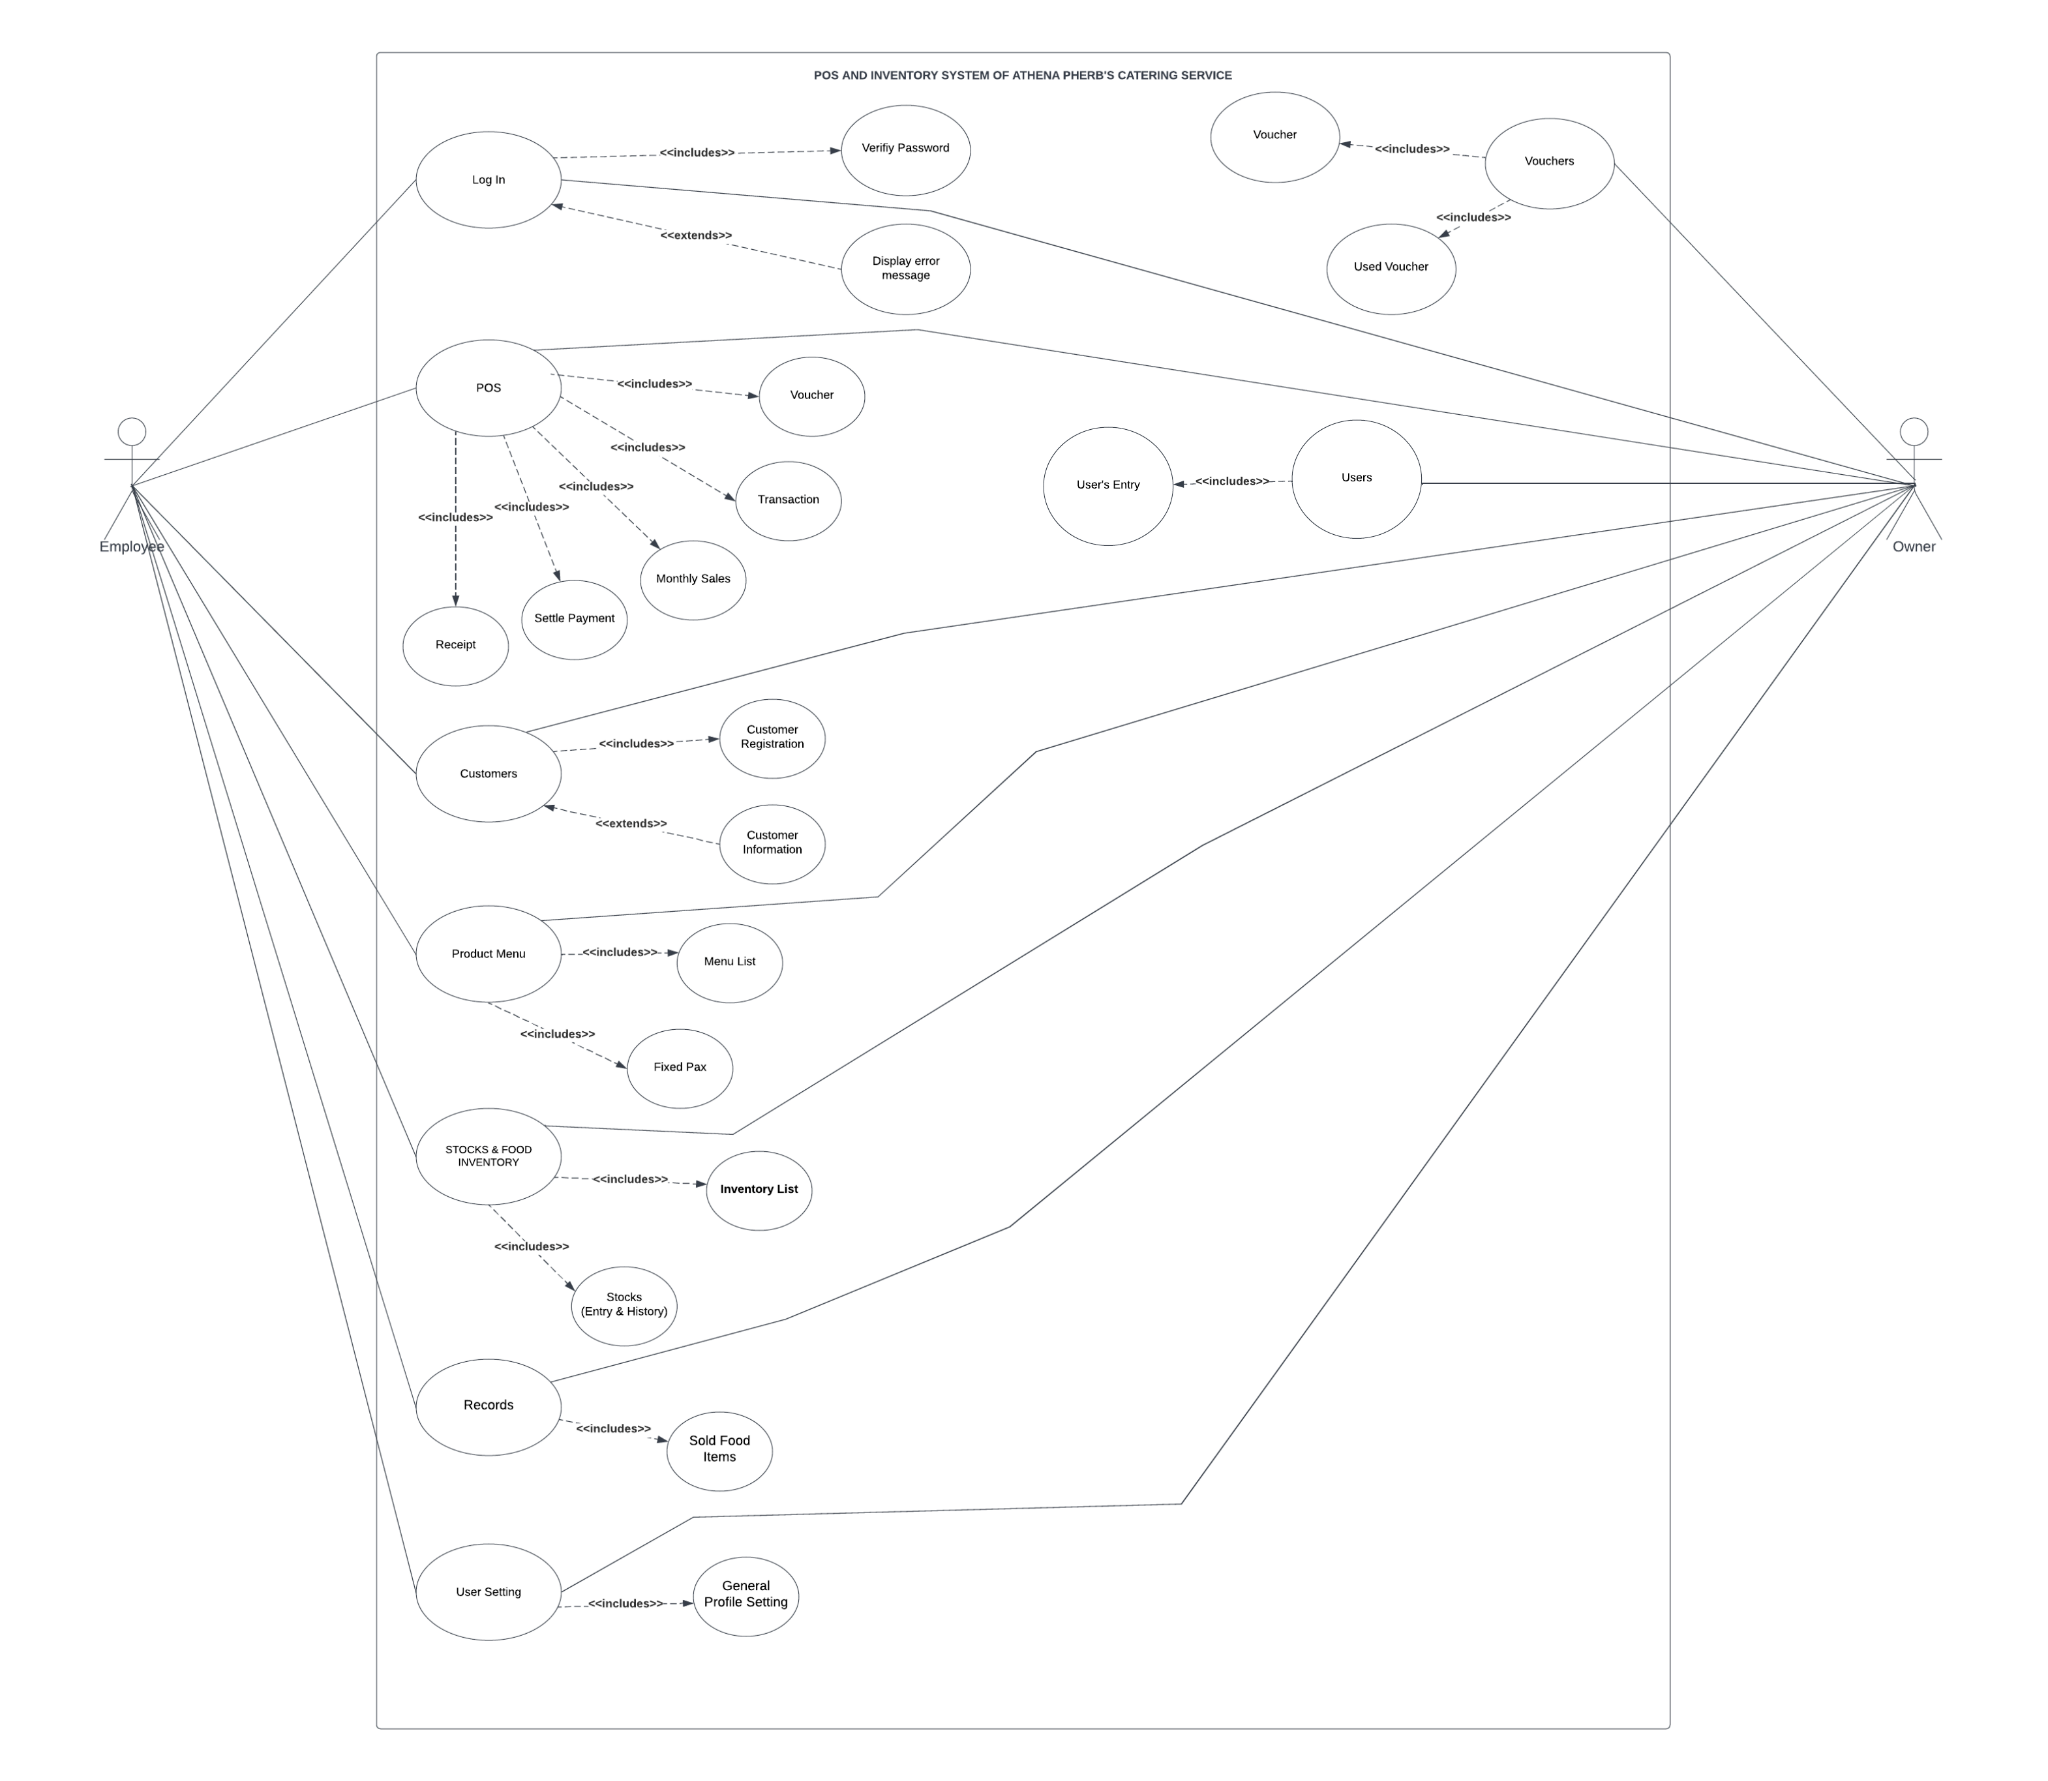 POS AND INVENTORY SYSTEM OF ATHENA PHERB'S CATERING SERVICE
Log In
<<includes>>
Verifiy Password
<<extends>>
Display error
message
Voucher
<<includes>>
Vouchers
<<includes>>
Used Voucher
POS
<<includes>>
Voucher
<<includes>>
Transaction
<<includes>>
Monthly Sales
<<includes>>
Settle Payment
<<includes>>
Receipt
User's Entry
<<includes>>
Users
Employee
Owner
Customers
<<includes>>
Customer
Registration
<<extends>>
Customer
Information
Product Menu
<<includes>>
Menu List
<<includes>>
Fixed Pax
STOCKS & FOOD
INVENTORY
<<includes>>
Inventory List
<<includes>>
Stocks
(Entry & History)
Records
<<includes>>
Sold Food
Items
User Setting
<<includes>>
General
Profile Setting